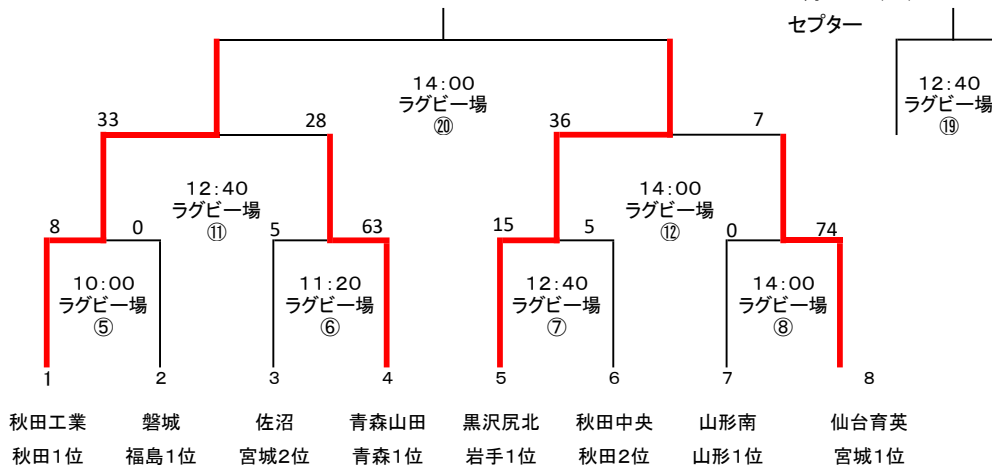 セプター
14:00
ラグビー場
⑳
12:40
ラグビー場
⑲
33
28
36
7
12:40
ラグビー場
⑪
14:00
ラグビー場
⑫
8
0
5
63
15
5
0
74
10:00
ラグビー場
⑤
11:20
ラグビー場
⑥
12:40
ラグビー場
⑦
14:00
ラグビー場
⑧
1
2
3
4
5
6
7
8
秋田工業
磐城
佐沼
青森山田
黒沢尻北
秋田中央
山形南
仙台育英
秋田1位
福島1位
宮城2位
青森1位
岩手1位
秋田2位
山形1位
宮城1位